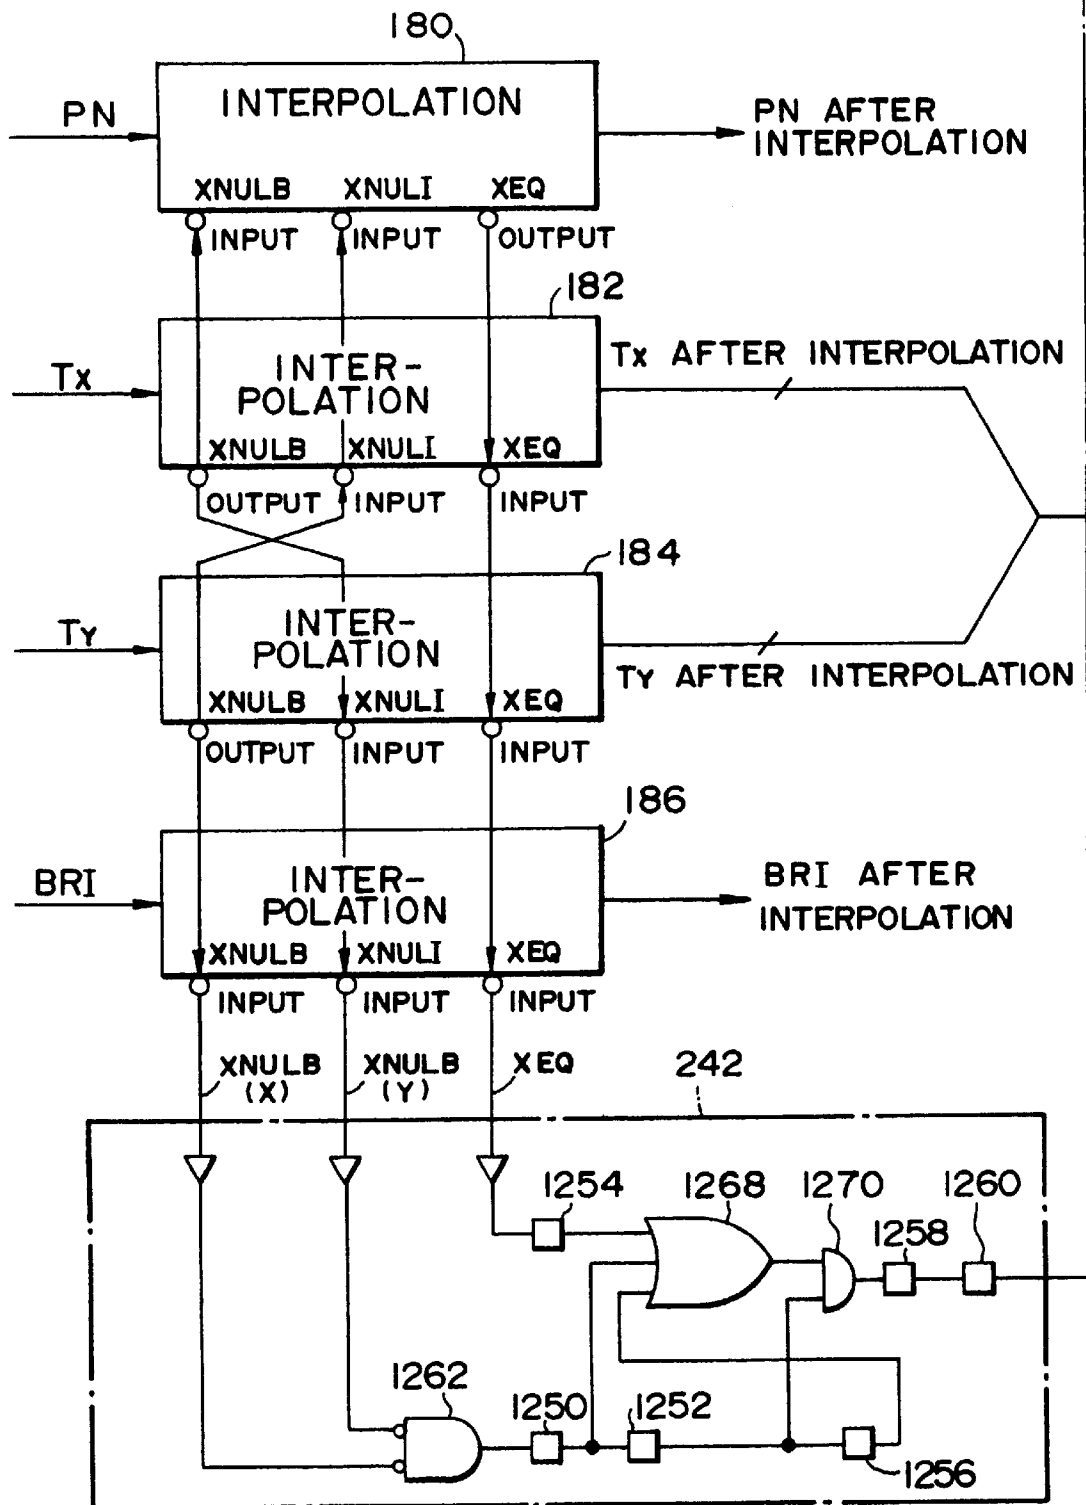 180
INTERPOLATION
PN
PN AFTER
INTERPOLATION
XNULB XNULI XEQ
INPUT INPUT OUTPUT
182
INTER-
POLATION
Tx
Tx AFTER INTERPOLATION
XNULB XNULI XEQ
OUTPUT INPUT INPUT
184
INTER-
POLATION
TY
TY AFTER INTERPOLATION
XNULB XNULI XEQ
OUTPUT INPUT INPUT
186
INTER-
POLATION
BRI
BRI AFTER
INTERPOLATION
XNULB XNULI XEQ
INPUT INPUT INPUT
XNULB
(X)
XNULB
(Y)
XEQ
242
1254
1268
1270
1260
1258
1262
1250
1252
1256